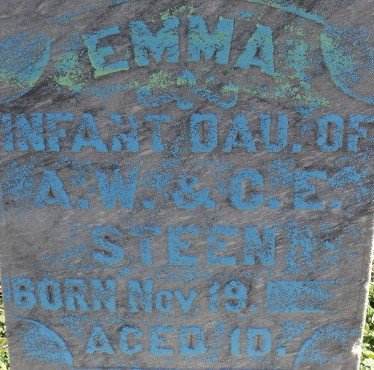 EMMA
INFANT DAU. OF
A.W. & C.E.
STEEN
BORN Nov 19
AGED 1D.